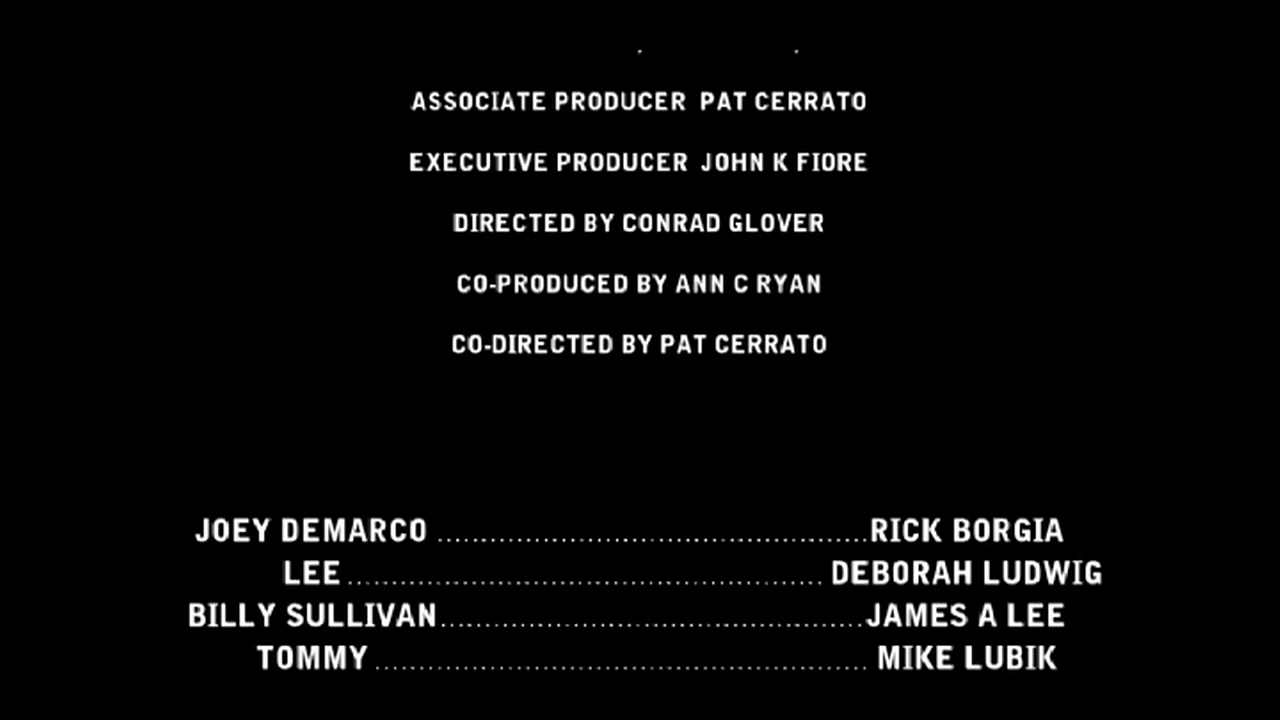 ASSOCIATE PRODUCER PAT CERRATO
EXECUTIVE PRODUCER JOHN K FIORE
DIRECTED BY CONRAD GLOVER
CO-PRODUCED BY ANN C RYAN
CO-DIRECTED BY PAT CERRATO
JOEY DEMARCO ................................................ RICK BORGIA
LEE ..................................................... DEBORAH LUDWIG
BILLY SULLIVAN ............................................... JAMES A LEE
TOMMY ....................................................... MIKE LUBIK